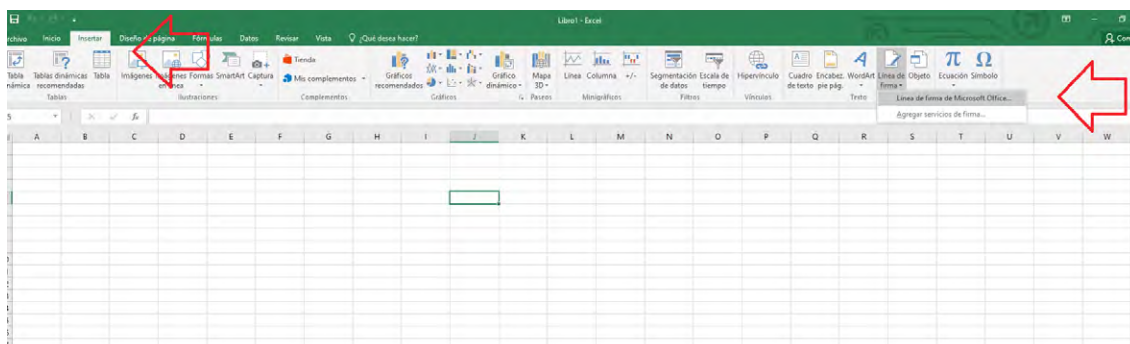 Libro1 - Excel
rchivo Inicio Insertar Diseño de página Fórmulas Datos Revisar Vista ¿Qué desea hacer? Com
Tabla Tablas dinámicas Tabla Imágenes Imágenes Formas SmartArt Captura Tienda Gráficos Gráfico Mapa Línea Columna +/- Segmentación Escala de Hipervínculo Cuadro Encabez. WordArt Línea de Objeto Ecuación Símbolo
námica recomendadas en línea Mis complementos recomendados dinámico 3D de datos tiempo de texto pie pág. firma
Tablas Ilustraciones Complementos Gráficos Paseos Minigráficos Filtros Vínculos Texto
Línea de firma de Microsoft Office...
Agregar servicios de firma...
5 fx
A B C D E F G H I J K L M N O P Q R S T U V W